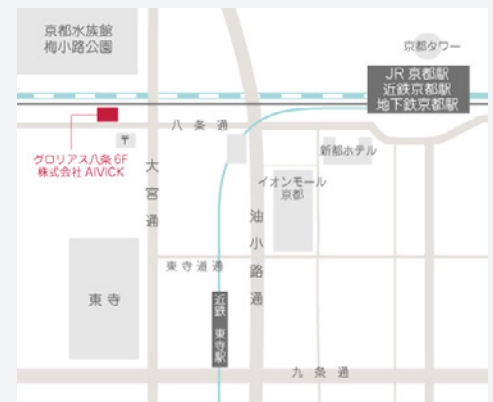 京都水族館
梅小路公園
京都タワー
JR 京都駅
近鉄京都駅
地下鉄京都駅
八条通
〒
新都ホテル
グロリアス八条 6F
株式会社 AIVICK
大宮通
イオンモール
京都
油小路通
東寺道通
東寺
近鉄 東寺駅
九条通